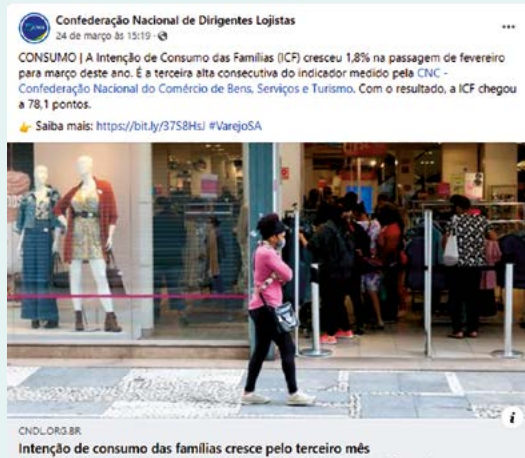 Confederação Nacional de Dirigentes Lojistas
24 de março às 15:19 ·
CONSUMO | A Intenção de Consumo das Famílias (ICF) cresceu 1,8% na passagem de fevereiro
para março deste ano. É a terceira alta consecutiva do indicador medido pela CNC -
Confederação Nacional do Comércio de Bens, Serviços e Turismo. Com o resultado, a ICF chegou
a 78,1 pontos.
👉 Saiba mais: https://bit.ly/37S8HsJ #VarejoSA
CNDL.ORG.BR
Intenção de consumo das famílias cresce pelo terceiro mês